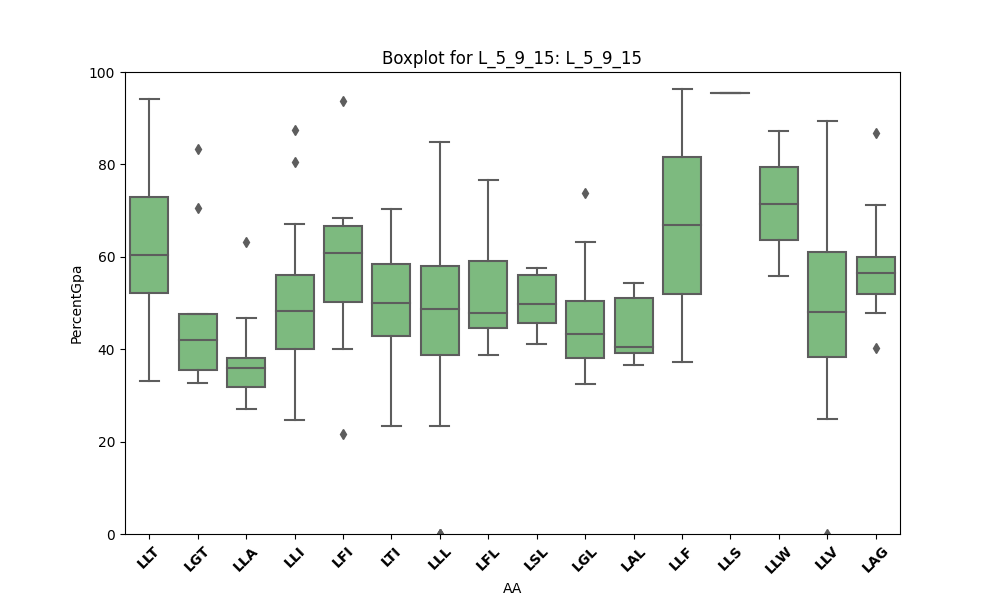 Boxplot for L_5_9_15: L_5_9_15
100
80
60
40
20
0
PercentGpa
LLT LGT LLA LLI LFI LTI LLL LFL LSL LGL LAL LLF LLS LLW LLV LAG
AA